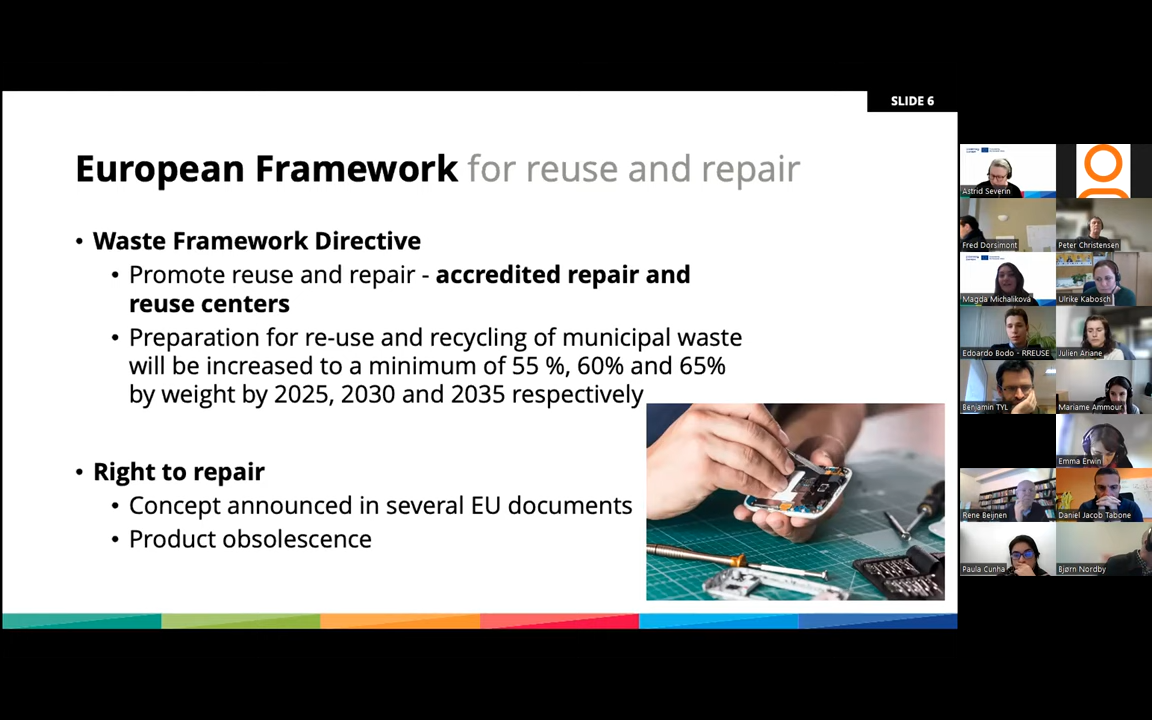 SLIDE 6
European Framework for reuse and repair
• Waste Framework Directive
• Promote reuse and repair - accredited repair and
reuse centers
• Preparation for re-use and recycling of municipal waste
will be increased to a minimum of 55 %, 60% and 65%
by weight by 2025, 2030 and 2035 respectively
• Right to repair
• Concept announced in several EU documents
• Product obsolescence
Astrid Severin
Fred Dorsimont
Peter Christensen
Magda Michaliková
Ulrike Kabosch
Edoardo Bodo - RREUSE
Julien Ariane
Benjamin TYL
Mariame Ammour
Emma Erwin
Rene Beijnen
Daniel Jacob Tabone
Paula Cunha
Bjørn Nordby